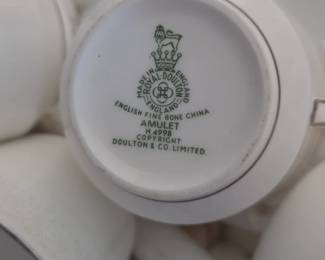 MADE IN ENGLAND
ROYAL·DOULTON
ENGLAND
ENGLISH FINE BONE CHINA
AMULET
H.4998
COPYRIGHT
DOULTON & CO. LIMITED.